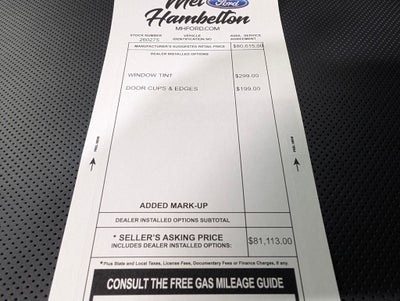 Mel Ford
Hambelton
MHFORD.COM
STOCK NUMBER VEHICLE IDENTIFICATION NO ADDL. SERVICE AGREEMENT
260275
MANUFACTURER'S SUGGESTED RETAIL PRICE $80,615.00
DEALER INSTALLED OPTIONS
WINDOW TINT $299.00
DOOR CUPS & EDGES $199.00
ADDED MARK-UP
DEALER INSTALLED OPTIONS SUBTOTAL
* SELLER'S ASKING PRICE
INCLUDES DEALER INSTALLED OPTIONS: $81,113.00
* Plus State and Local Taxes, License Fees, Documentary Fees or Finance Charges, if any.
CONSULT THE FREE GAS MILEAGE GUIDE